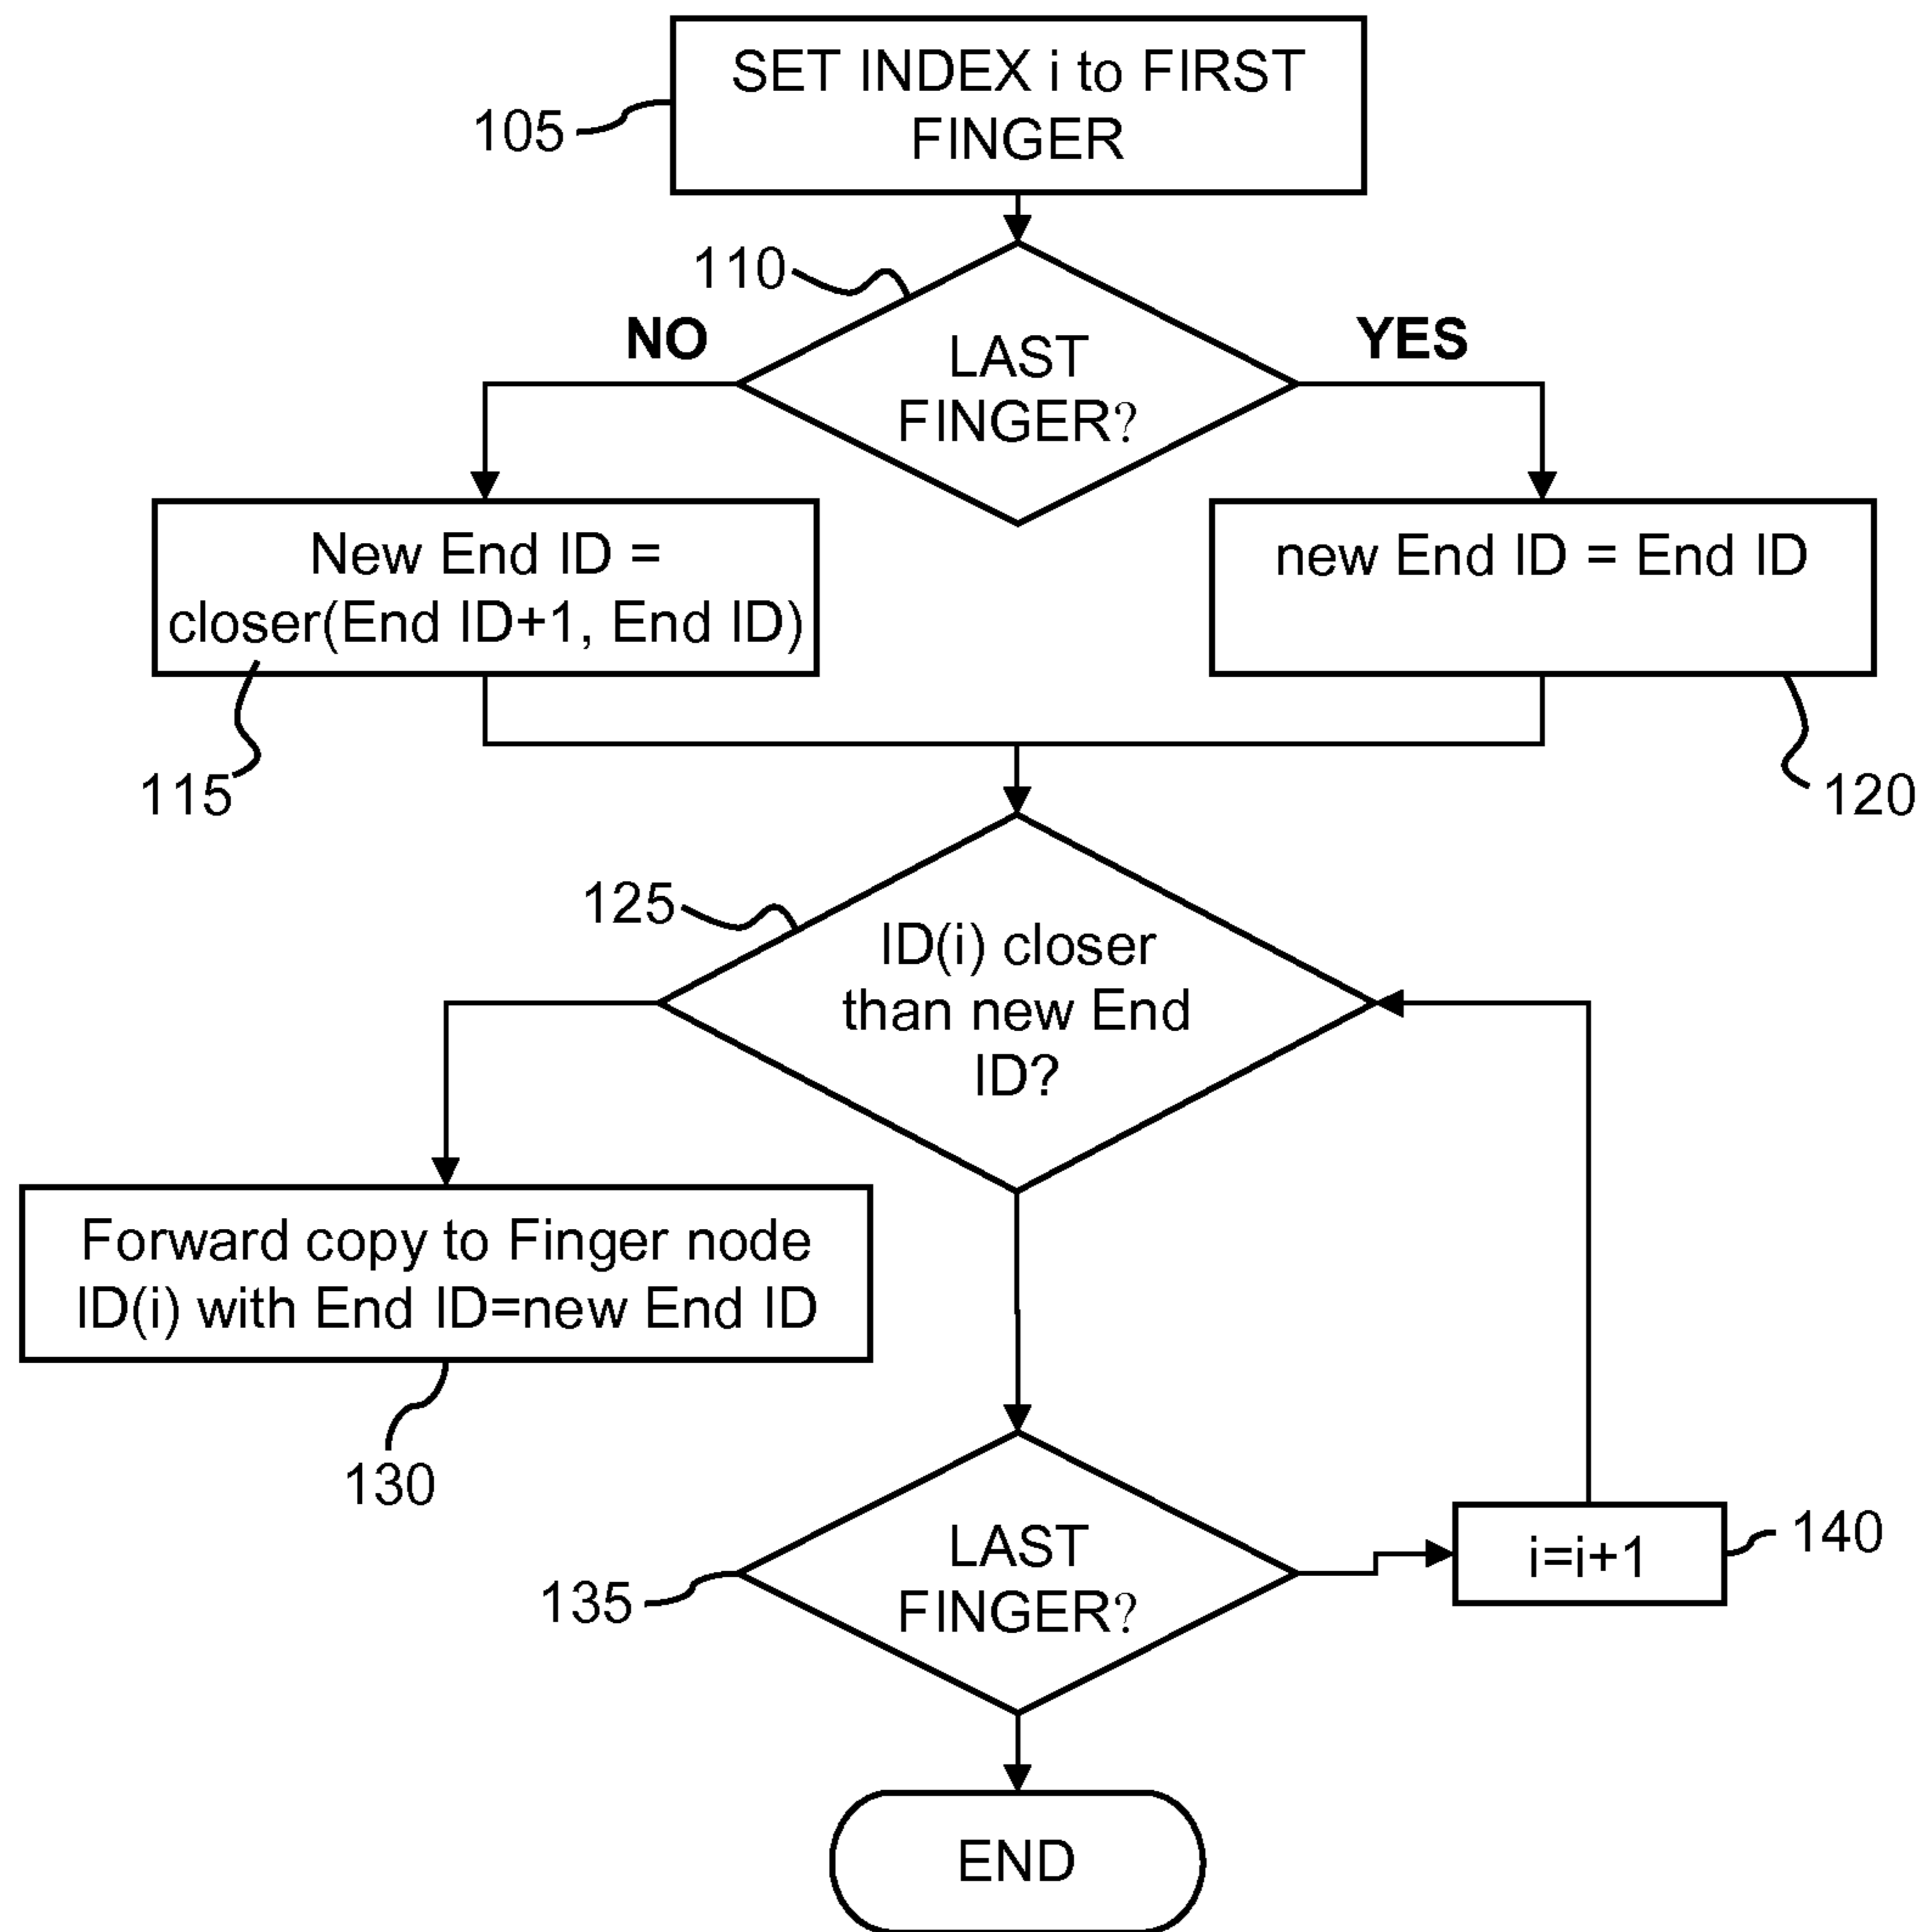 SET INDEX i to FIRST
FINGER
105
110
NO
YES
LAST
FINGER?
New End ID =
closer(End ID+1, End ID)
new End ID = End ID
115
120
125
ID(i) closer
than new End
ID?
Forward copy to Finger node
ID(i) with End ID=new End ID
130
LAST
FINGER?
135
i=i+1
140
END